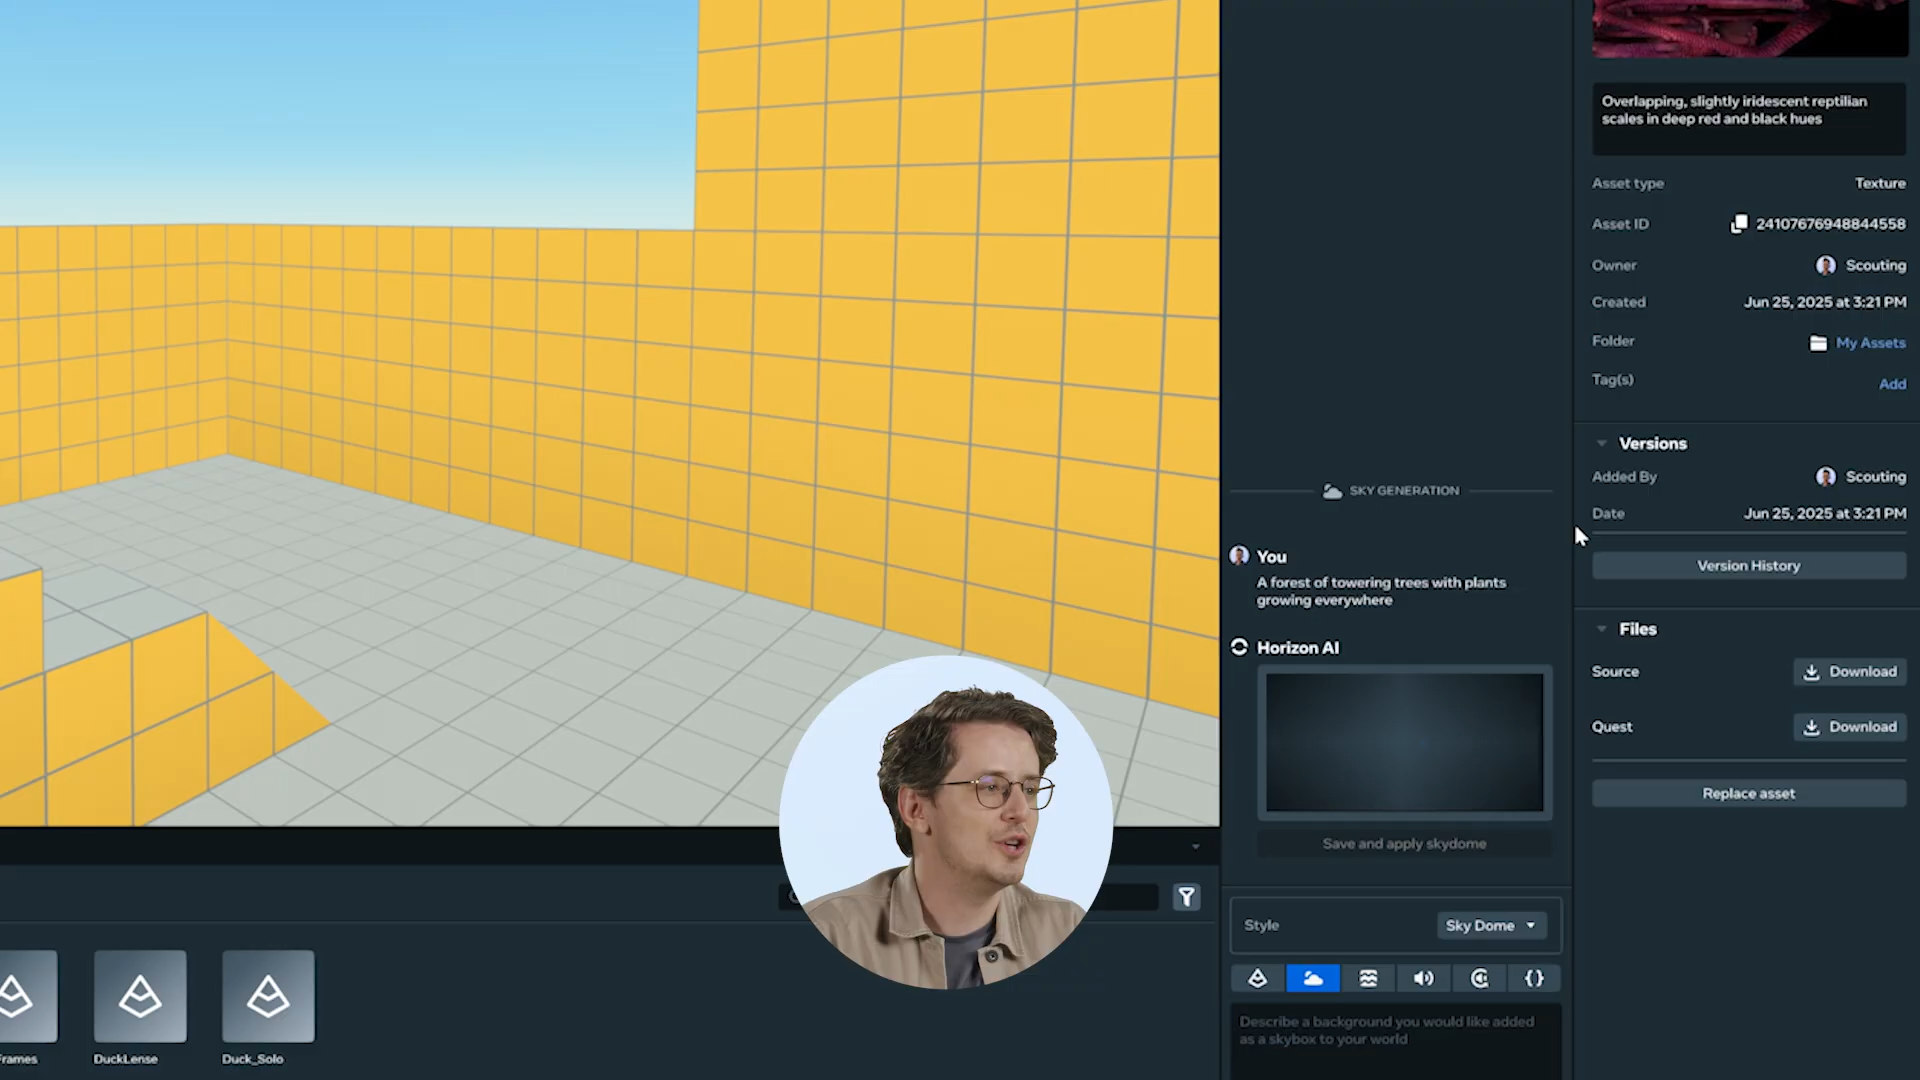 Overlapping, slightly iridescent reptilian
scales in deep red and black hues
Asset type Texture
Asset ID 24107676948844558
Owner Scouting
Created Jun 25, 2025 at 3:21 PM
Folder My Assets
Tag(s) Add
Versions
Added By Scouting
Date Jun 25, 2025 at 3:21 PM
Version History
Files
Source Download
Quest Download
Replace asset
SKY GENERATION
You
A forest of towering trees with plants
growing everywhere
Horizon AI
Save and apply skydome
Style Sky Dome
Describe a background you would like added
as a skybox to your world
DuckLense
Duck_Solo